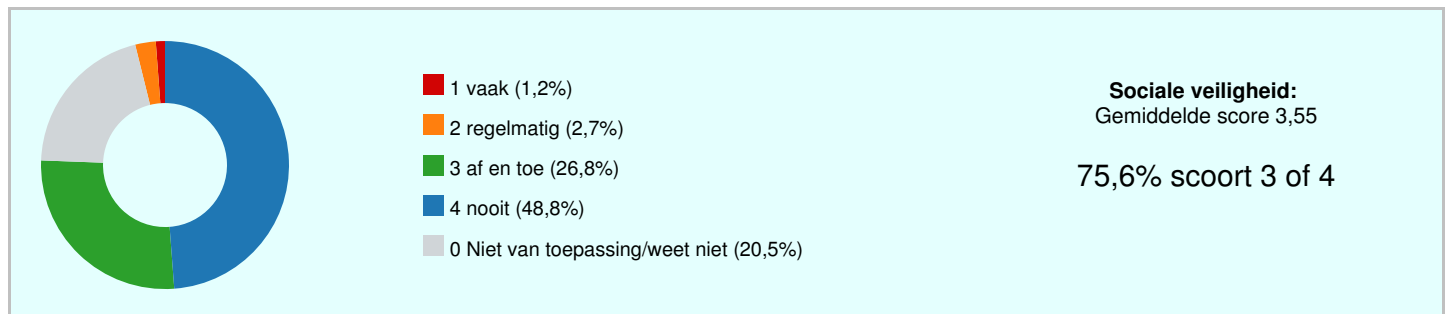 1 vaak (1,2%)
2 regelmatig (2,7%)
3 af en toe (26,8%)
4 nooit (48,8%)
0 Niet van toepassing/weet niet (20,5%)
Sociale veiligheid:
Gemiddelde score 3,55
75,6% scoort 3 of 4